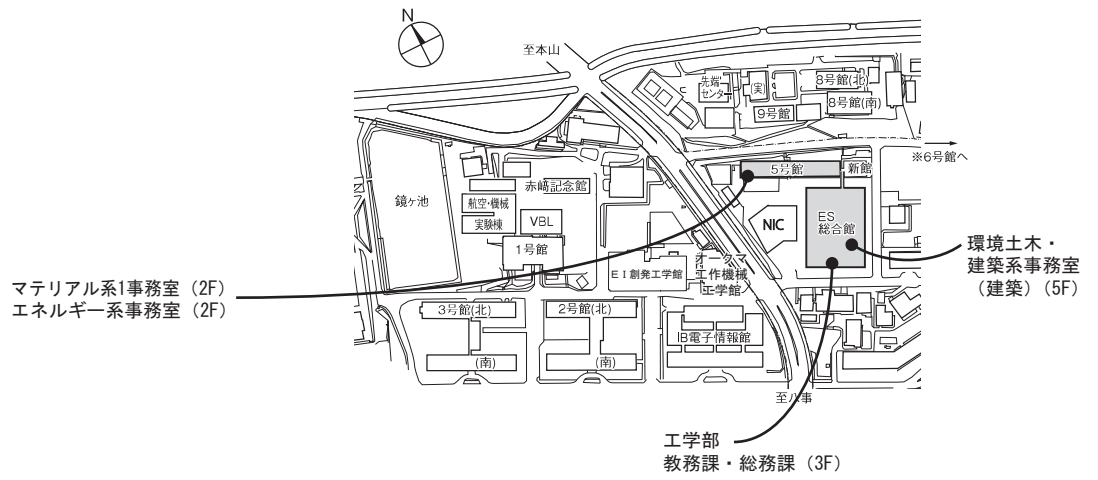 N
至本山
先端
センタ
(実)
8号館(北)
8号館(南)
9号館
※6号館へ
5号館
新館
鏡ヶ池
赤﨑記念館
航空・機械
実験棟
VBL
1号館
NIC
ES
総合館
EI創発工学館
オークマ
工作機械
工学館
環境土木・
建築系事務室
（建築）(5F)
マテリアル系1事務室（2F）
エネルギー系事務室（2F）
3号館(北)
2号館(北)
IB電子情報館
(南)
(南)
至八事
工学部
教務課・総務課（3F）